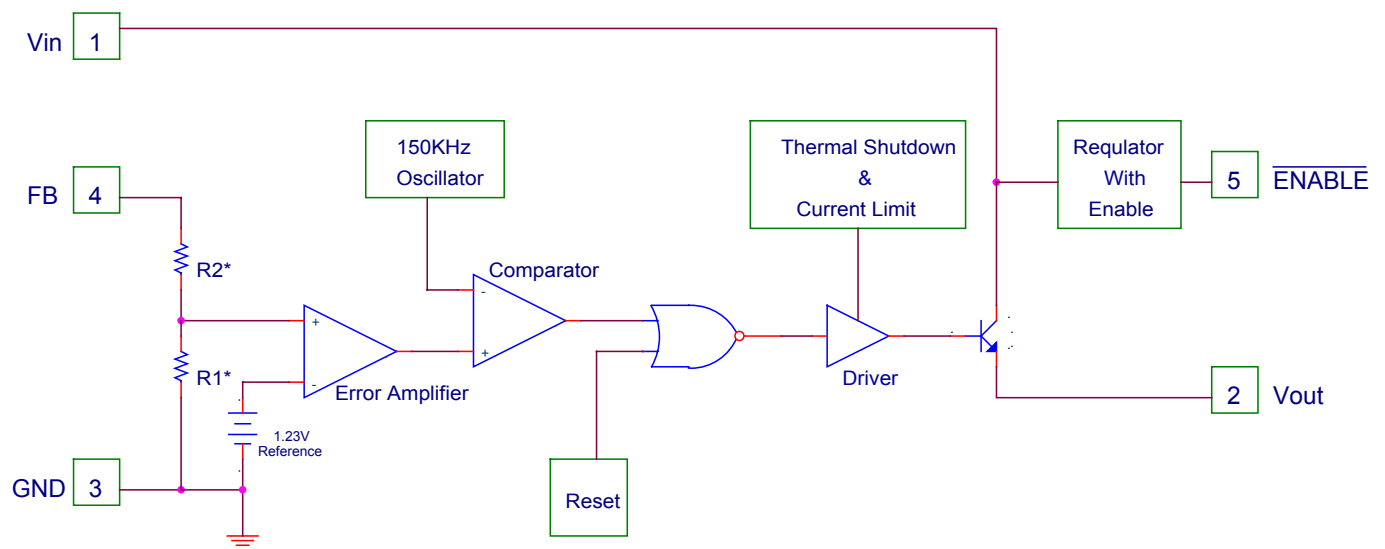 Vin 1
150KHz
Oscillator
Thermal Shutdown
&
Current Limit
Requlator
With
Enable
5 ENABLE
FB 4
R2*
Comparator
-
+
+
-
R1*
Error Amplifier
Driver
2 Vout
1.23V
Reference
GND 3
Reset